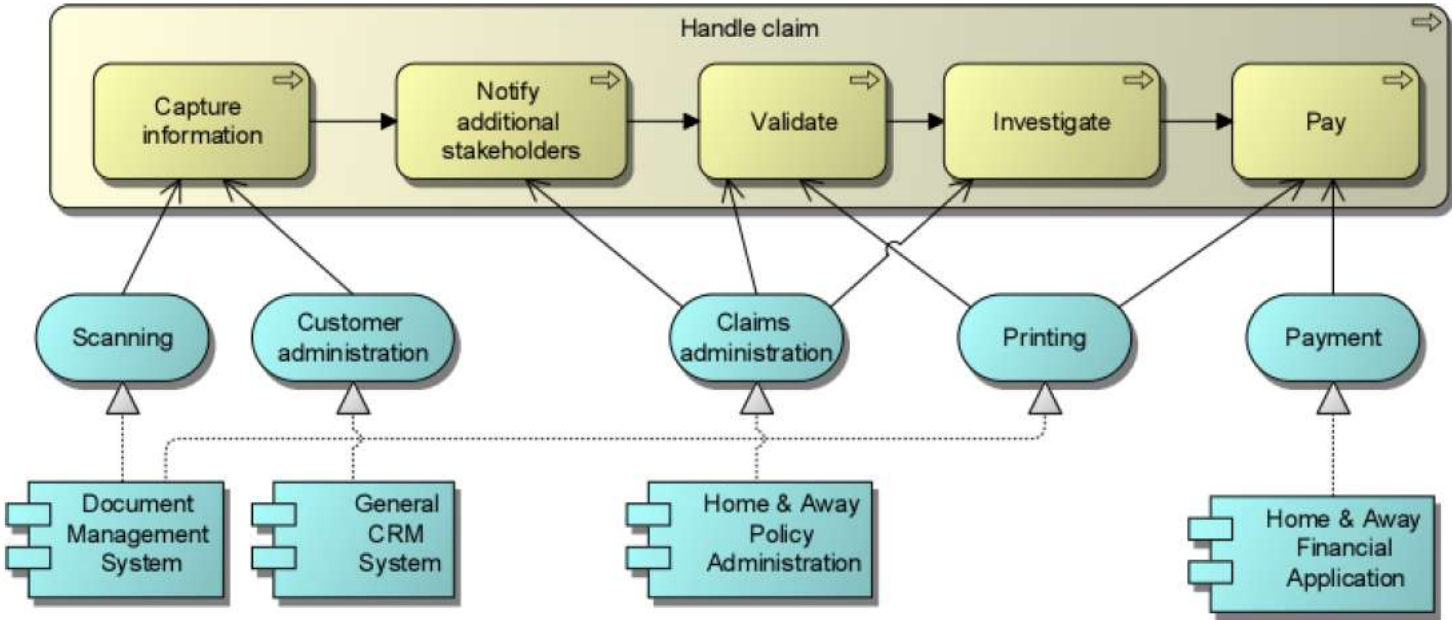 Handle claim
Capture
information
Notify
additional
stakeholders
Validate
Investigate
Pay
Scanning
Customer
administration
Claims
administration
Printing
Payment
Document
Management
System
General
CRM
System
Home & Away
Policy
Administration
Home & Away
Financial
Application